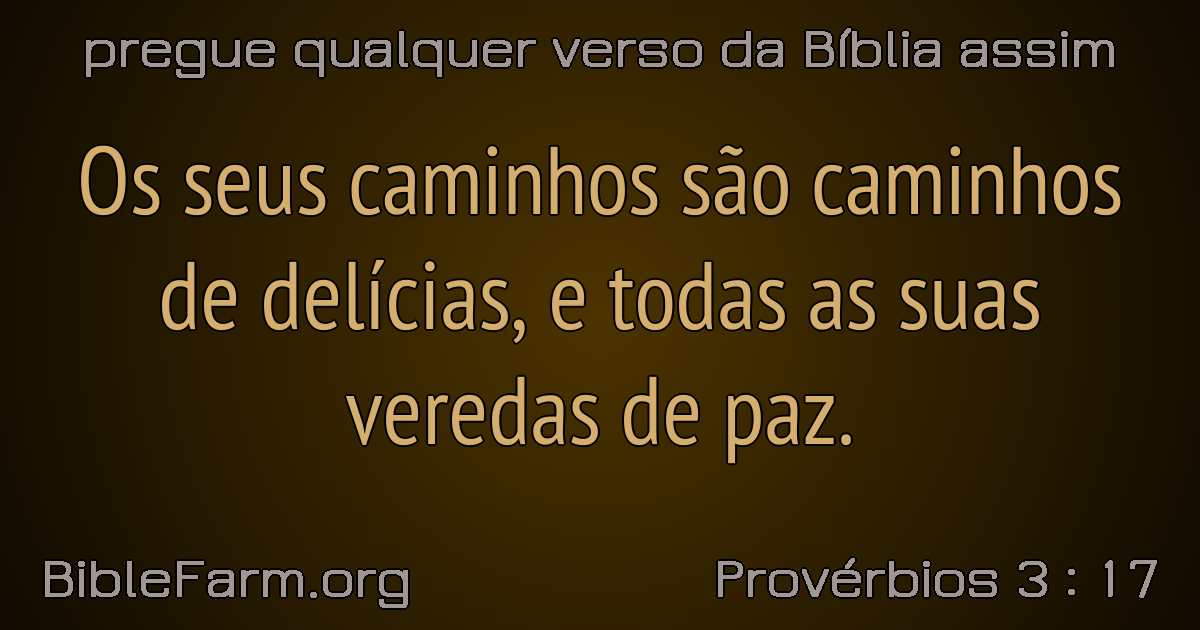 pregue qualquer verso da Bíblia assim
Os seus caminhos são caminhos
de delícias, e todas as suas
veredas de paz.
BibleFarm.org
Provérbios 3 : 17